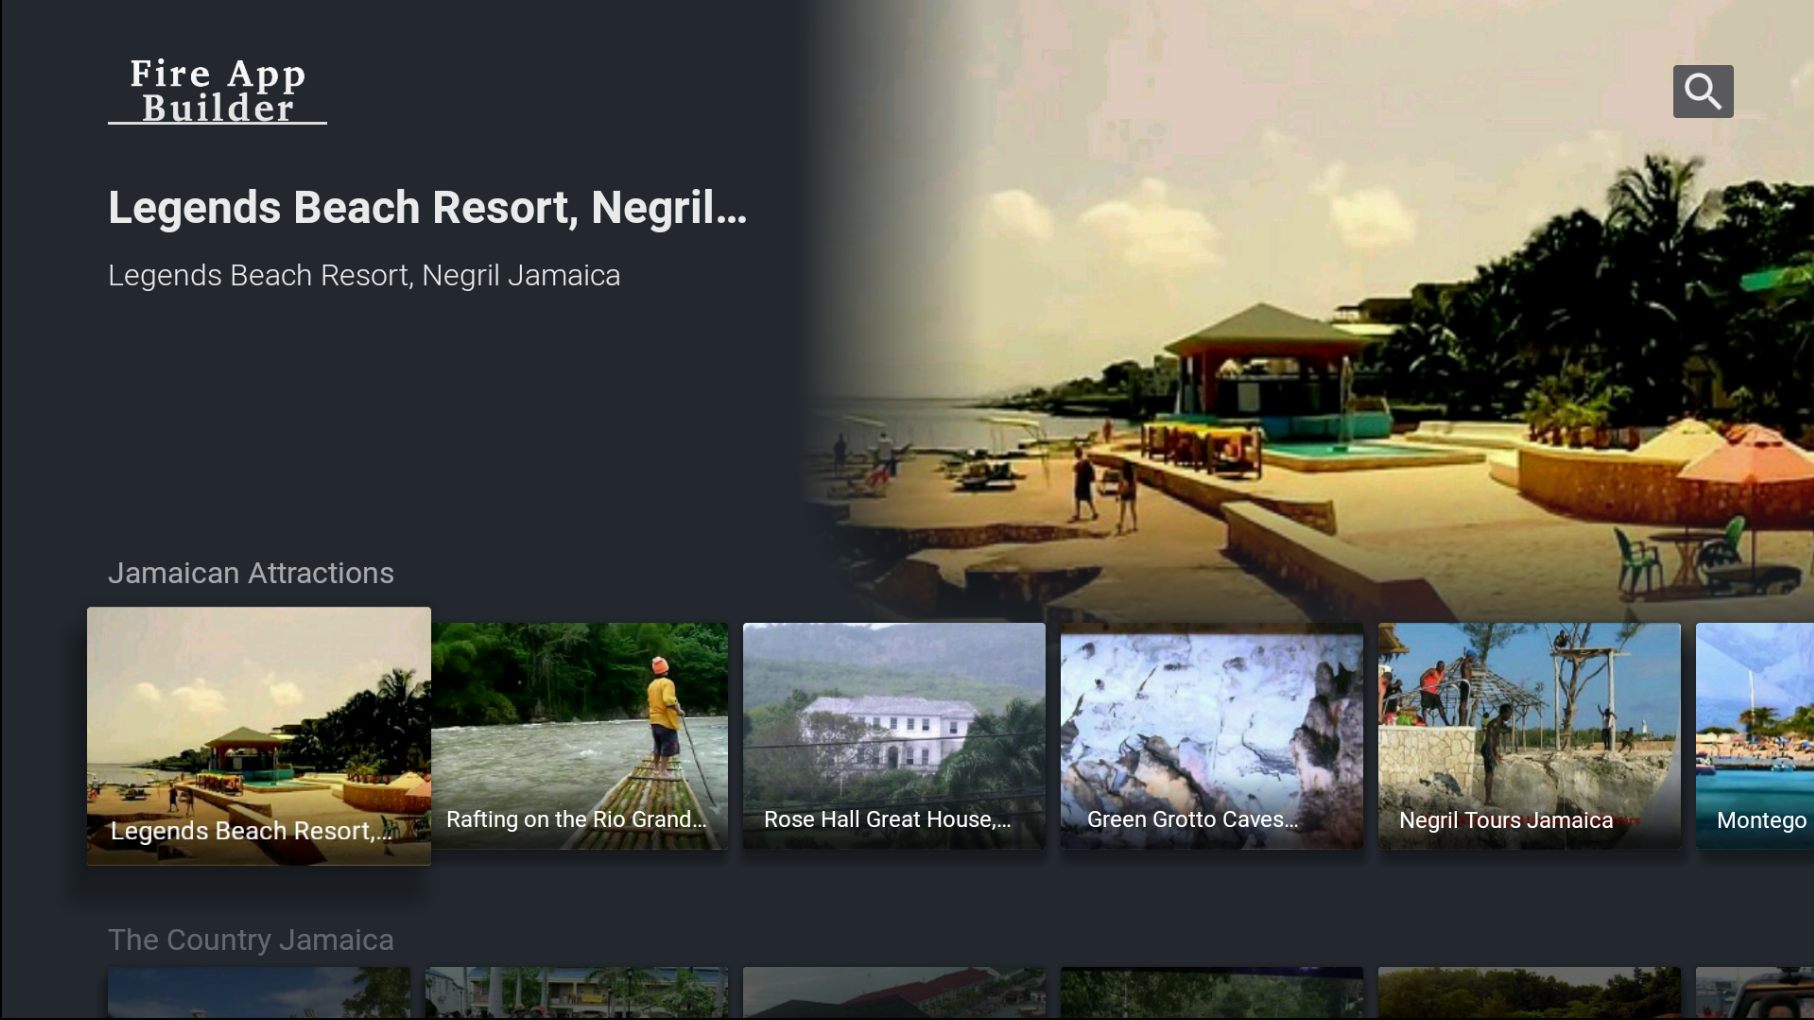 Fire App
Builder
Legends Beach Resort, Negril...
Legends Beach Resort, Negril Jamaica
Jamaican Attractions
Legends Beach Resort,...
Rafting on the Rio Grand...
Rose Hall Great House,...
Green Grotto Caves...
Negril Tours Jamaica
Montego
The Country Jamaica